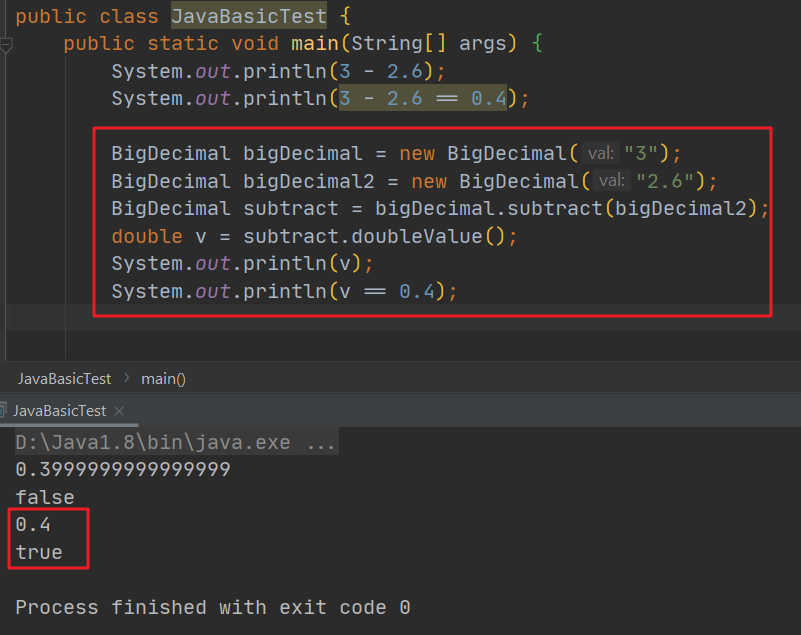 public class JavaBasicTest {
public static void main(String[] args) {
System.out.println(3 - 2.6);
System.out.println(3 - 2.6 == 0.4);
BigDecimal bigDecimal = new BigDecimal( val: "3");
BigDecimal bigDecimal2 = new BigDecimal( val: "2.6");
BigDecimal subtract = bigDecimal.subtract(bigDecimal2);
double v = subtract.doubleValue();
System.out.println(v);
System.out.println(v == 0.4);
JavaBasicTest › main()
JavaBasicTest ×
D:\Java1.8\bin\java.exe ...
0.3999999999999999
false
0.4
true
Process finished with exit code 0